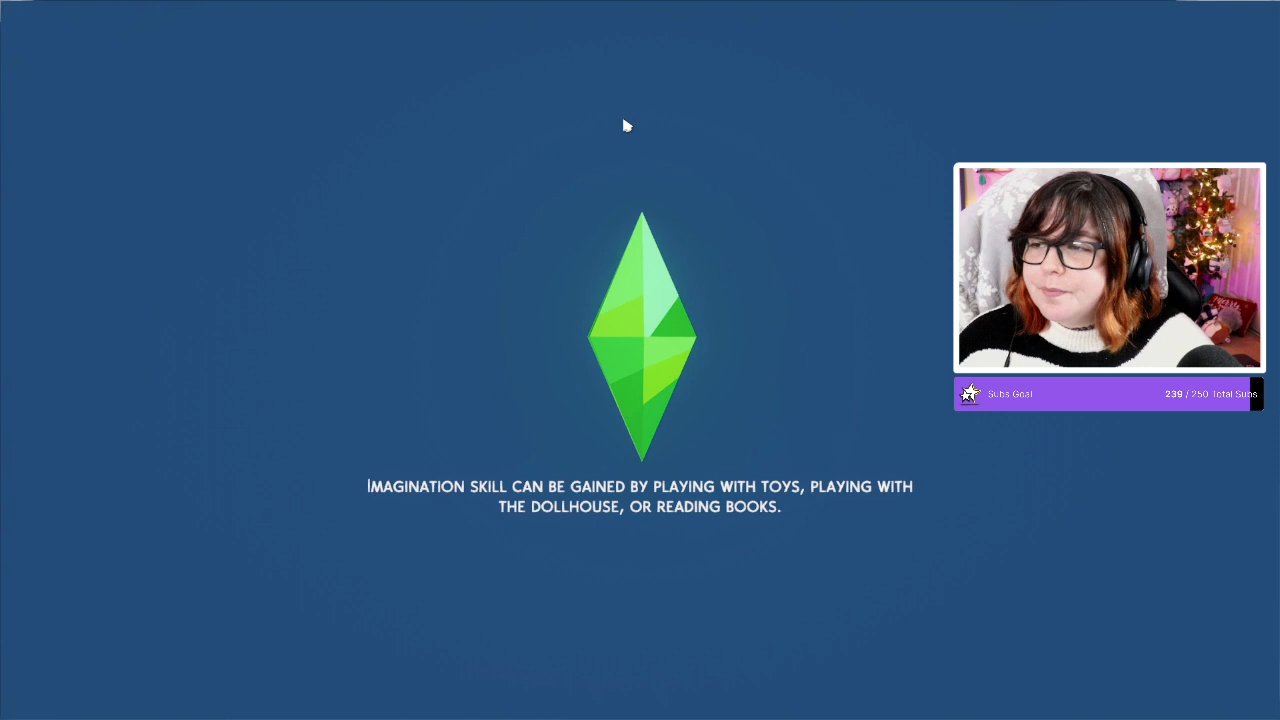 IMAGINATION SKILL CAN BE GAINED BY PLAYING WITH TOYS, PLAYING WITH
THE DOLLHOUSE, OR READING BOOKS.
Subs Goal 239 / 250 Total Subs